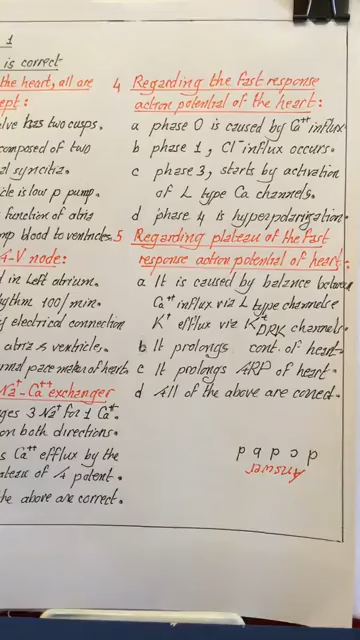 1
is correct
the heart, all are
ept:
lve has two cusps.
composed of two
al syncitia.
cle is low p pump.
function of atria
mp blood to ventricles.
A-V node:
d in Left atrium.
ythm 100/min.
y electrical connection
atria & ventricles.
rmal pace maker of heart.
Na⁺-Ca⁺⁺ exchanger
ges 3 Na⁺ for 1 Ca⁺⁺.
on both directions.
s Ca⁺⁺ efflux by the
ateau of A potent.
the above are correct.
4 Regarding the fast response
action potential of the heart:
a phase 0 is caused by Ca⁺⁺ influx
b phase 1, Cl⁻ influx occurs.
c phase 3, starts by activation
of L type Ca channels.
d phase 4 is hyperpolarization.
5 Regarding plateau of the fast
response action potential of heart:
a It is caused by balance between
Ca⁺⁺ influx via L type channels
K⁺ efflux via K⁺ DRK channels.
b It prolongs cont. of heart
c It prolongs ARP of heart.
d All of the above are correct.
Answer
d c d b d